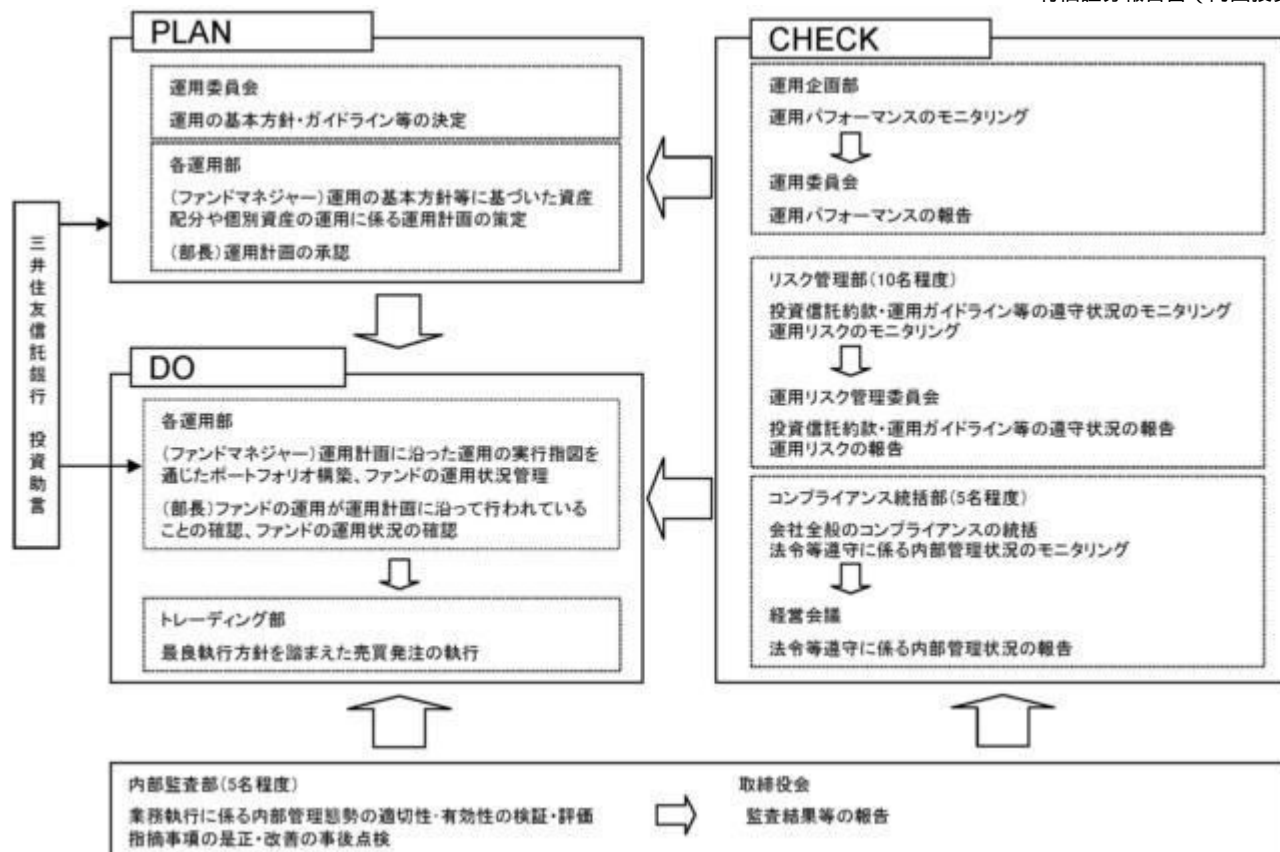 PLAN
運用委員会
運用の基本方針・ガイドライン等の決定
各運用部
(ファンドマネジャー)運用の基本方針等に基づいた資産
配分や個別資産の運用に係る運用計画の策定
(部長)運用計画の承認
三井住友信託銀行 投資助言
DO
各運用部
(ファンドマネジャー)運用計画に沿った運用の実行指図を
通じたポートフォリオ構築、ファンドの運用状況管理
(部長)ファンドの運用が運用計画に沿って行われている
ことの確認、ファンドの運用状況の確認
トレーディング部
最良執行方針を踏まえた売買発注の執行
CHECK
運用企画部
運用パフォーマンスのモニタリング
運用委員会
運用パフォーマンスの報告
リスク管理部(10名程度)
投資信託約款・運用ガイドライン等の遵守状況のモニタリング
運用リスクのモニタリング
運用リスク管理委員会
投資信託約款・運用ガイドライン等の遵守状況の報告
運用リスクの報告
コンプライアンス統括部(5名程度)
会社全般のコンプライアンスの統括
法令等遵守に係る内部管理状況のモニタリング
経営会議
法令等遵守に係る内部管理状況の報告
内部監査部(5名程度)
業務執行に係る内部管理態勢の適切性・有効性の検証・評価
指摘事項の是正・改善の事後点検
取締役会
監査結果等の報告